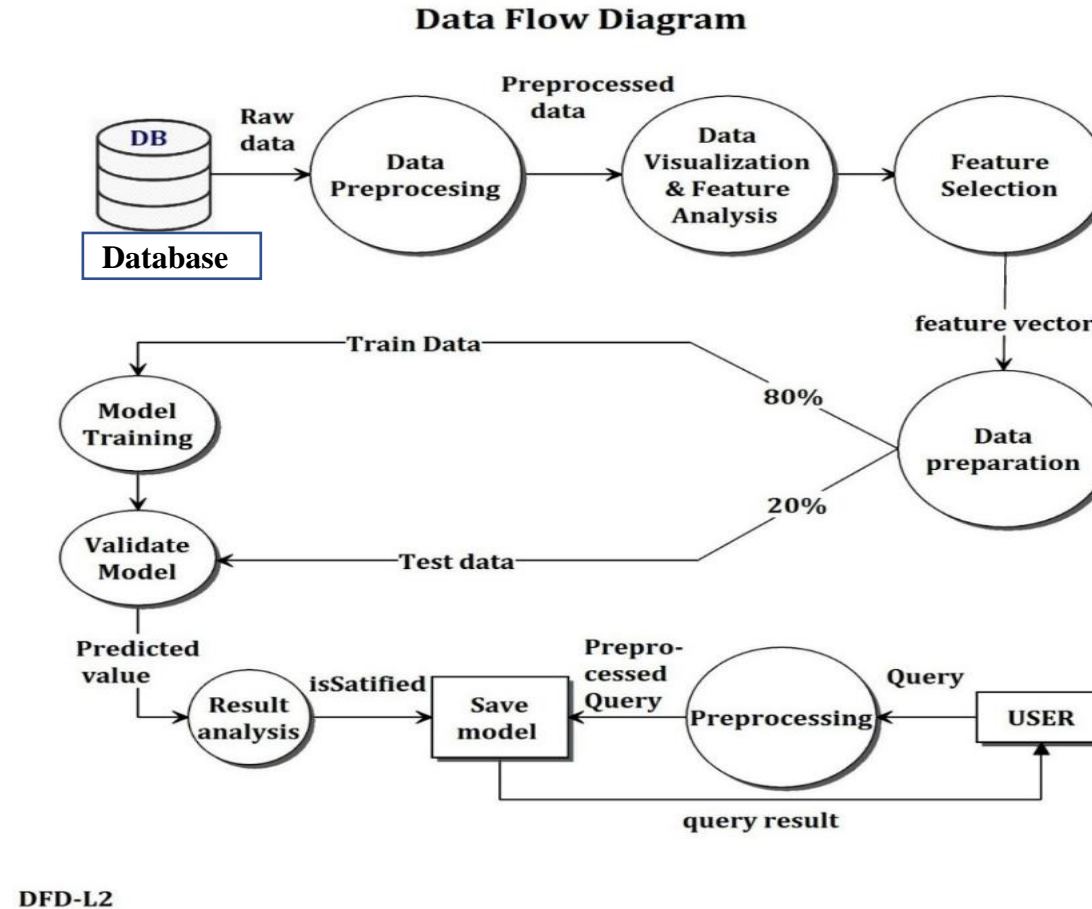 Data Flow Diagram
DB
Database
Raw
data
Data
Preprocesing
Preprocessed
data
Data
Visualization
& Feature
Analysis
Feature
Selection
feature vector
Train Data
80%
Data
preparation
20%
Test data
Model
Training
Validate
Model
Predicted
value
Result
analysis
isSatified
Save
model
Prepro-
cessed
Query
Preprocessing
Query
USER
query result
DFD-L2